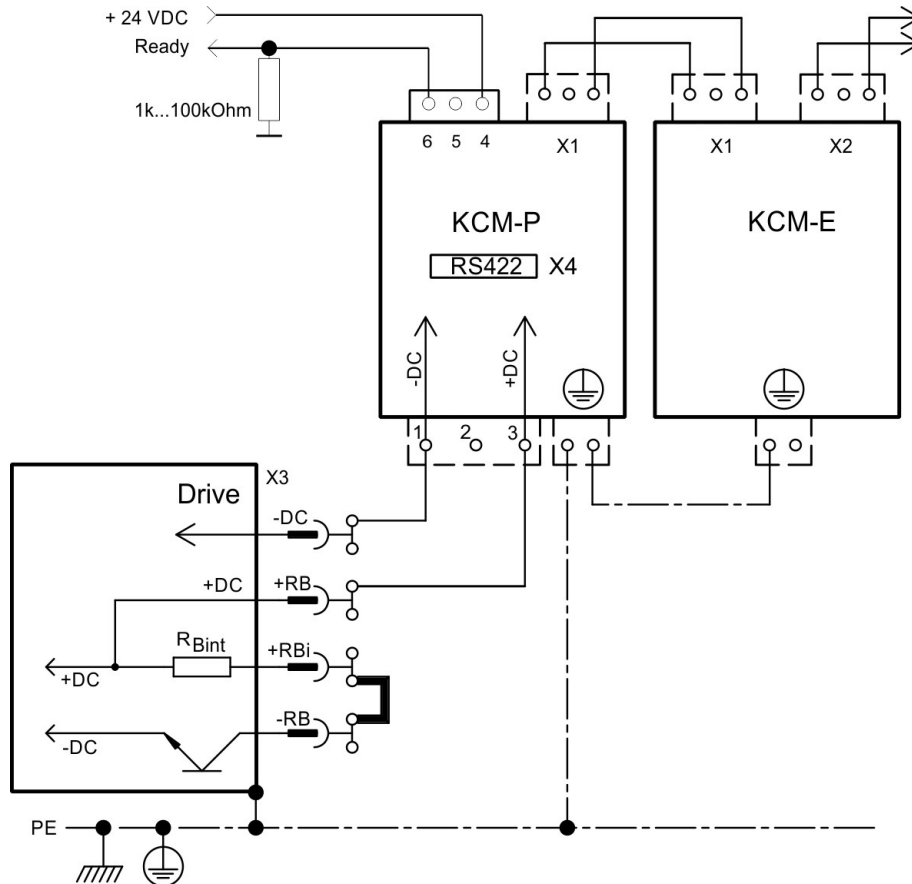 + 24 VDC
Ready
1k...100kOhm
6 5 4 X1
X1 X2
KCM-P
KCM-E
RS422 X4
-DC
+DC
1 2 3
X3
Drive
-DC
+DC +RB
RBint +RBi
+DC
-RB
-DC
PE